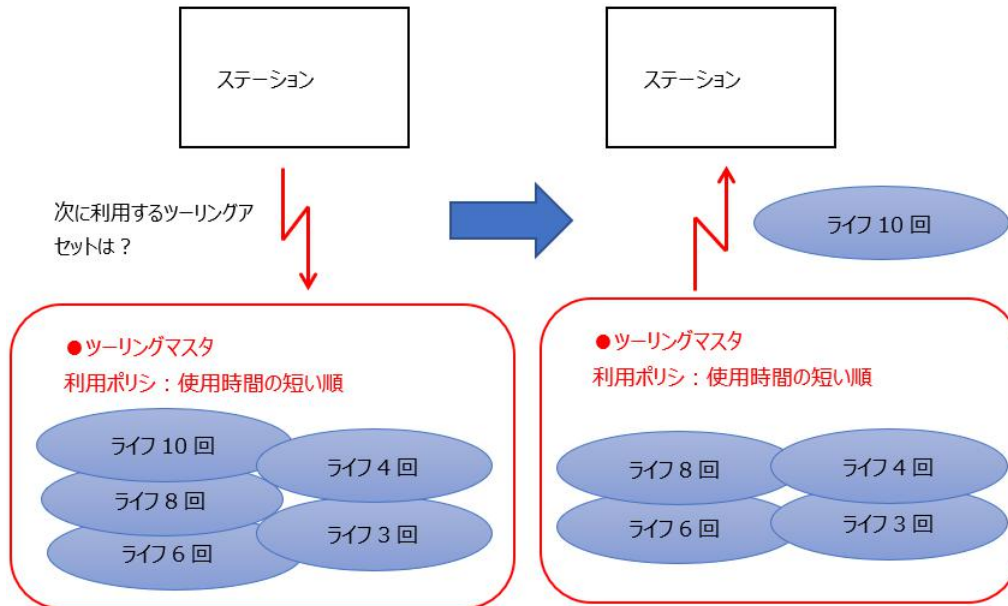 ステーション
次に利用するツーリングア
セットは？
●ツーリングマスタ
利用ポリシ：使用時間の短い順
ライフ 10 回
ライフ 4 回
ライフ 8 回
ライフ 3 回
ライフ 6 回
ステーション
ライフ 10 回
●ツーリングマスタ
利用ポリシ：使用時間の短い順
ライフ 8 回
ライフ 4 回
ライフ 6 回
ライフ 3 回